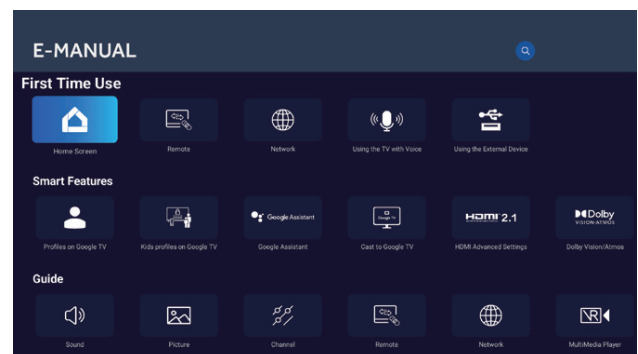 E-MANUAL
First Time Use
Home Screen
Remote
Network
Using the TV with Voice
Using the External Device
Smart Features
Google Assistant
Google TV
HDMI 2.1
Dolby
VISION·ATMOS
Profiles on Google TV
Kids profiles on Google TV
Google Assistant
Cast to Google TV
HDMI Advanced Settings
Dolby Vision/Atmos
Guide
Sound
Picture
Channel
Remote
Network
MultiMedia Player